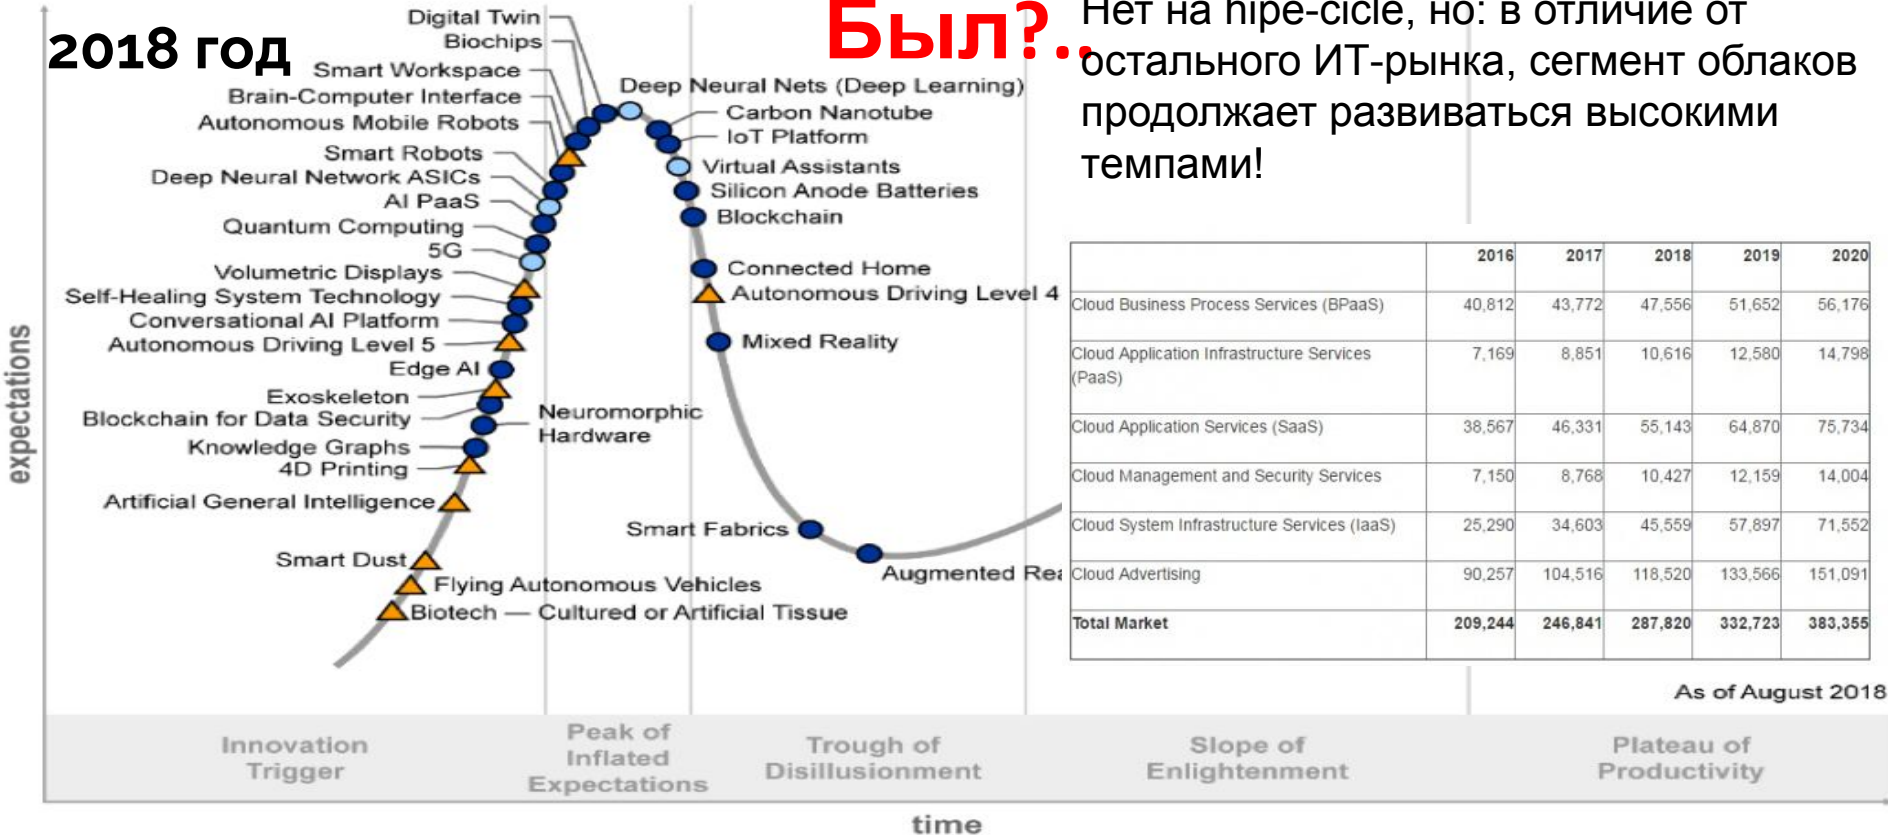 2018 год
Был?..
Нет на hipe-cicle, но: в отличие от
остального ИТ-рынка, сегмент облаков
продолжает развиваться высокими
темпами!
expectations
Digital Twin
Biochips
Smart Workspace
Brain-Computer Interface
Autonomous Mobile Robots
Smart Robots
Deep Neural Network ASICs
AI PaaS
Quantum Computing
5G
Volumetric Displays
Self-Healing System Technology
Conversational AI Platform
Autonomous Driving Level 5
Edge AI
Exoskeleton
Blockchain for Data Security
Neuromorphic
Hardware
Knowledge Graphs
4D Printing
Artificial General Intelligence
Smart Dust
Flying Autonomous Vehicles
Biotech — Cultured or Artificial Tissue
Deep Neural Nets (Deep Learning)
Carbon Nanotube
IoT Platform
Virtual Assistants
Silicon Anode Batteries
Blockchain
Connected Home
Autonomous Driving Level 4
Mixed Reality
Smart Fabrics
Augmented Rea
2016 2017 2018 2019 2020
Cloud Business Process Services (BPaaS) 40,812 43,772 47,556 51,652 56,176
Cloud Application Infrastructure Services 7,169 8,851 10,616 12,580 14,798
(PaaS)
Cloud Application Services (SaaS) 38,567 46,331 55,143 64,870 75,734
Cloud Management and Security Services 7,150 8,768 10,427 12,159 14,004
Cloud System Infrastructure Services (IaaS) 25,290 34,603 45,559 57,897 71,552
Cloud Advertising 90,257 104,516 118,520 133,566 151,091
Total Market 209,244 246,841 287,820 332,723 383,355
As of August 2018
Innovation
Trigger
Peak of
Inflated
Expectations
Trough of
Disillusionment
Slope of
Enlightenment
Plateau of
Productivity
time